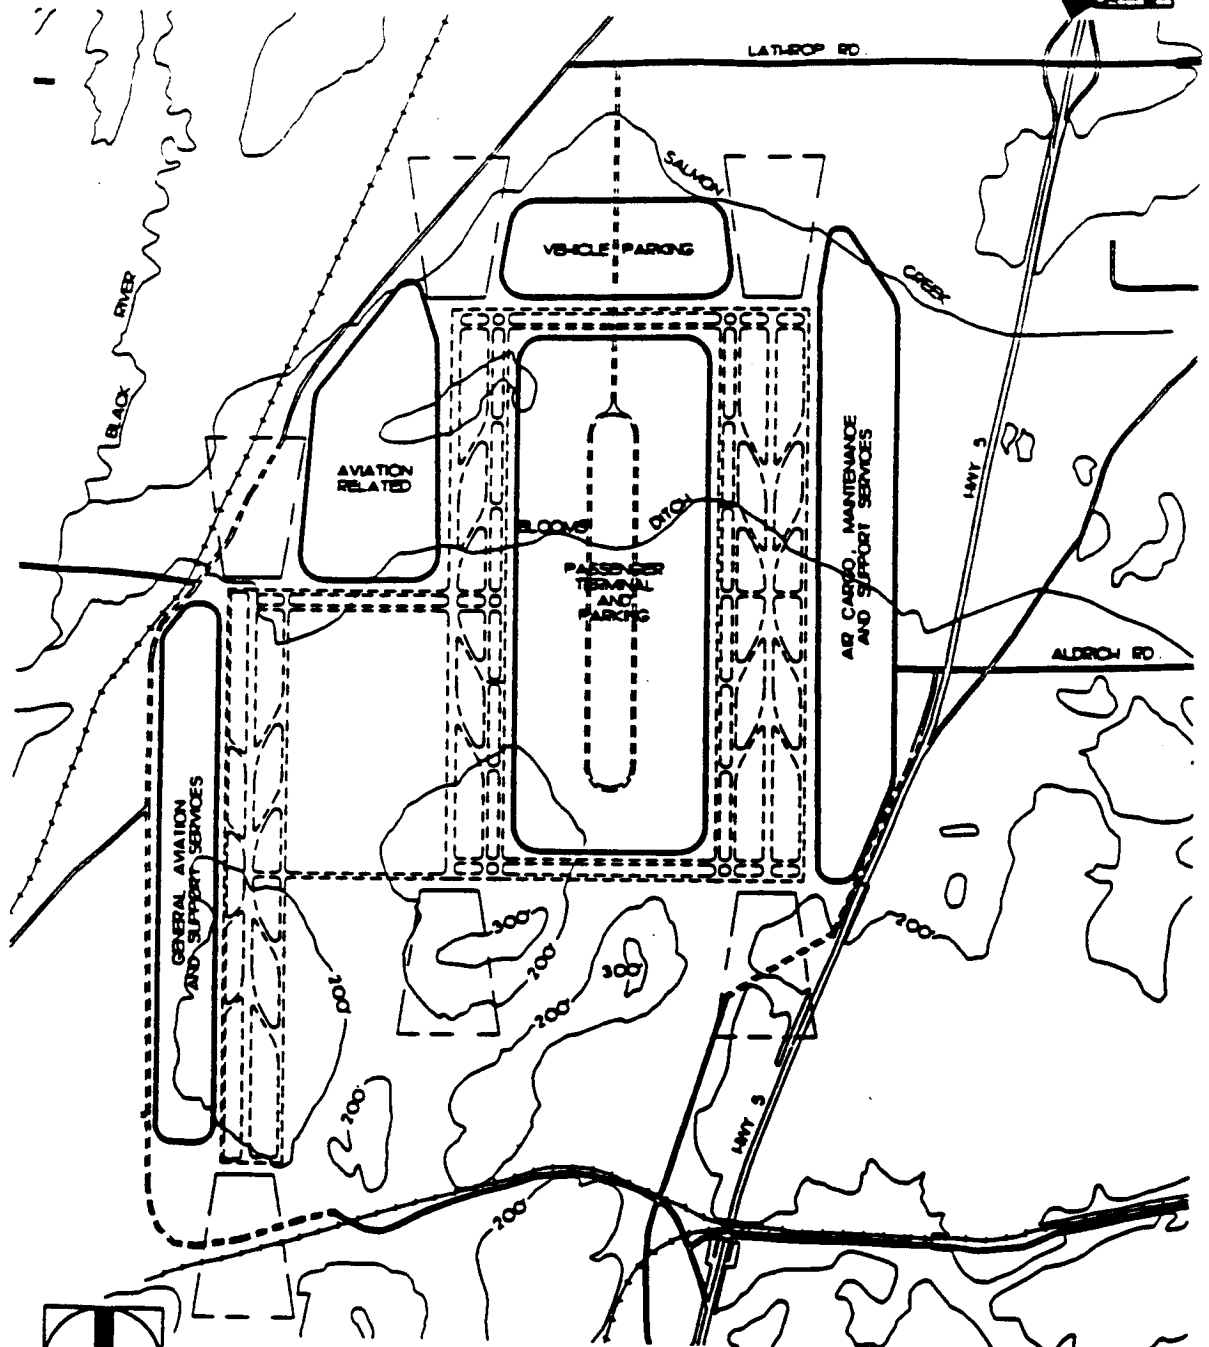 LATHROP RD.
SALMON
CREEK
VEHICLE PARKING
BLACK RIVER
AVIATION
RELATED
BLOOMS DITCH
PASSENGER
TERMINAL
AND
PARKING
AIR CARGO, MAINTENANCE
AND SUPPORT SERVICES
HWY 5
ALDRICH RD.
GENERAL AVIATION
AND SUPPORT SERVICES
300'
200'
200'
300'
200'
200'
200'
HWY 5
200'